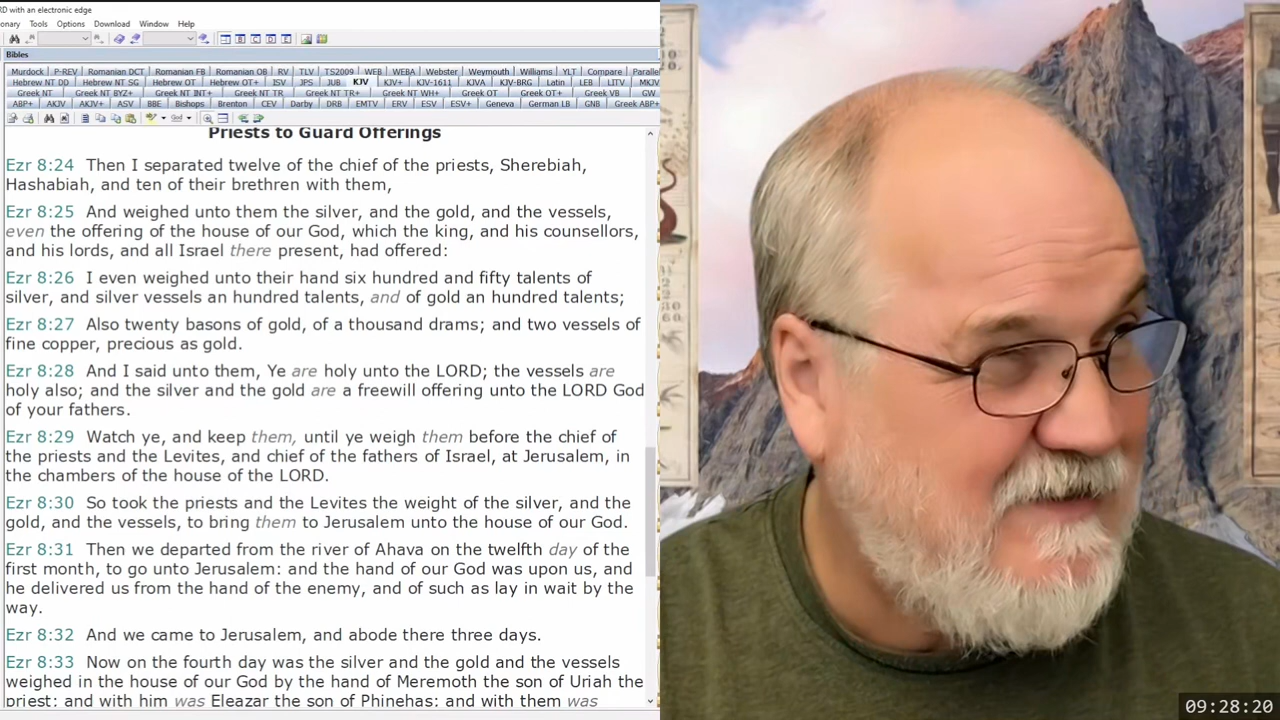 RD with an electronic edge
onary Tools Options Download Window Help
Bibles
Murdock P-REV Romanian DCT Romanian FB Romanian OB RV TLV TS2009 WEB WEBA Webster Weymouth Williams YLT Compare Paralle
Hebrew NT DD Hebrew NT SG Hebrew OT Hebrew OT+ ISV JPS JUB KJV KJV+ KJV-1611 KJVA KJV-BRG Latin LEB LITV MKJV
Greek NT Greek NT BYZ+ Greek NT INT+ Greek NT TR Greek NT TR+ Greek NT WH+ Greek OT Greek OT+ Greek VB GW
ABP+ AKJV AKJV+ ASV BBE Bishops Brenton CEV Darby DRB EMTV ERV ESV ESV+ Geneva German LB GNB Greek ABP+
Priests to Guard Offerings
Ezr 8:24 Then I separated twelve of the chief of the priests, Sherebiah,
Hashabiah, and ten of their brethren with them,
Ezr 8:25 And weighed unto them the silver, and the gold, and the vessels,
even the offering of the house of our God, which the king, and his counsellors,
and his lords, and all Israel there present, had offered:
Ezr 8:26 I even weighed unto their hand six hundred and fifty talents of
silver, and silver vessels an hundred talents, and of gold an hundred talents;
Ezr 8:27 Also twenty basons of gold, of a thousand drams; and two vessels of
fine copper, precious as gold.
Ezr 8:28 And I said unto them, Ye are holy unto the LORD; the vessels are
holy also; and the silver and the gold are a freewill offering unto the LORD God
of your fathers.
Ezr 8:29 Watch ye, and keep them, until ye weigh them before the chief of
the priests and the Levites, and chief of the fathers of Israel, at Jerusalem, in
the chambers of the house of the LORD.
Ezr 8:30 So took the priests and the Levites the weight of the silver, and the
gold, and the vessels, to bring them to Jerusalem unto the house of our God.
Ezr 8:31 Then we departed from the river of Ahava on the twelfth day of the
first month, to go unto Jerusalem: and the hand of our God was upon us, and
he delivered us from the hand of the enemy, and of such as lay in wait by the
way.
Ezr 8:32 And we came to Jerusalem, and abode there three days.
Ezr 8:33 Now on the fourth day was the silver and the gold and the vessels
weighed in the house of our God by the hand of Meremoth the son of Uriah the
priest; and with him was Eleazar the son of Phinehas; and with them was
09:28:20